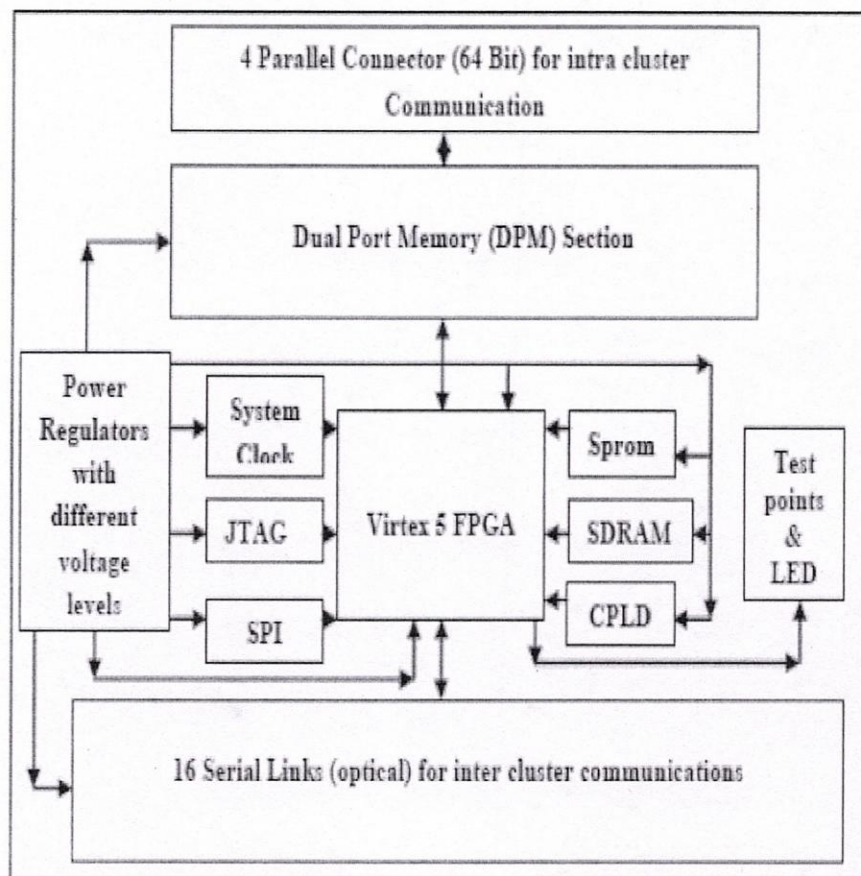 4 Parallel Connector (64 Bit) for intra cluster
Communication
Dual Port Memory (DPM) Section
Power
Regulators
with
different
voltage
levels
System
Clock
JTAG
SPI
Virtex 5 FPGA
Sprom
SDRAM
CPLD
Test
points
&
LED
16 Serial Links (optical) for inter cluster communications